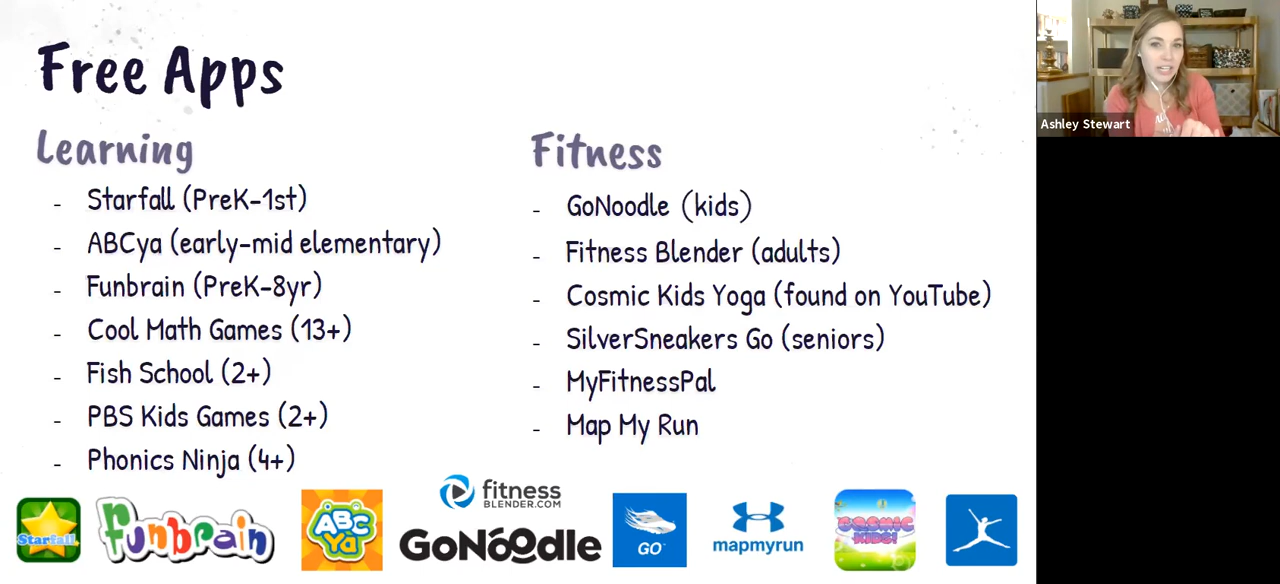 Free Apps
Learning
- Starfall (PreK-1st)
- ABCya (early-mid elementary)
- Funbrain (PreK-8yr)
- Cool Math Games (13+)
- Fish School (2+)
- PBS Kids Games (2+)
- Phonics Ninja (4+)
Fitness
- GoNoodle (kids)
- Fitness Blender (adults)
- Cosmic Kids Yoga (found on YouTube)
- SilverSneakers Go (seniors)
- MyFitnessPal
- Map My Run
Starfall
Funbrain
ABC
Ya
fitness
BLENDER.COM
GoNoodle
GO
mapmyrun
COSMIC
KIDS!
Ashley Stewart